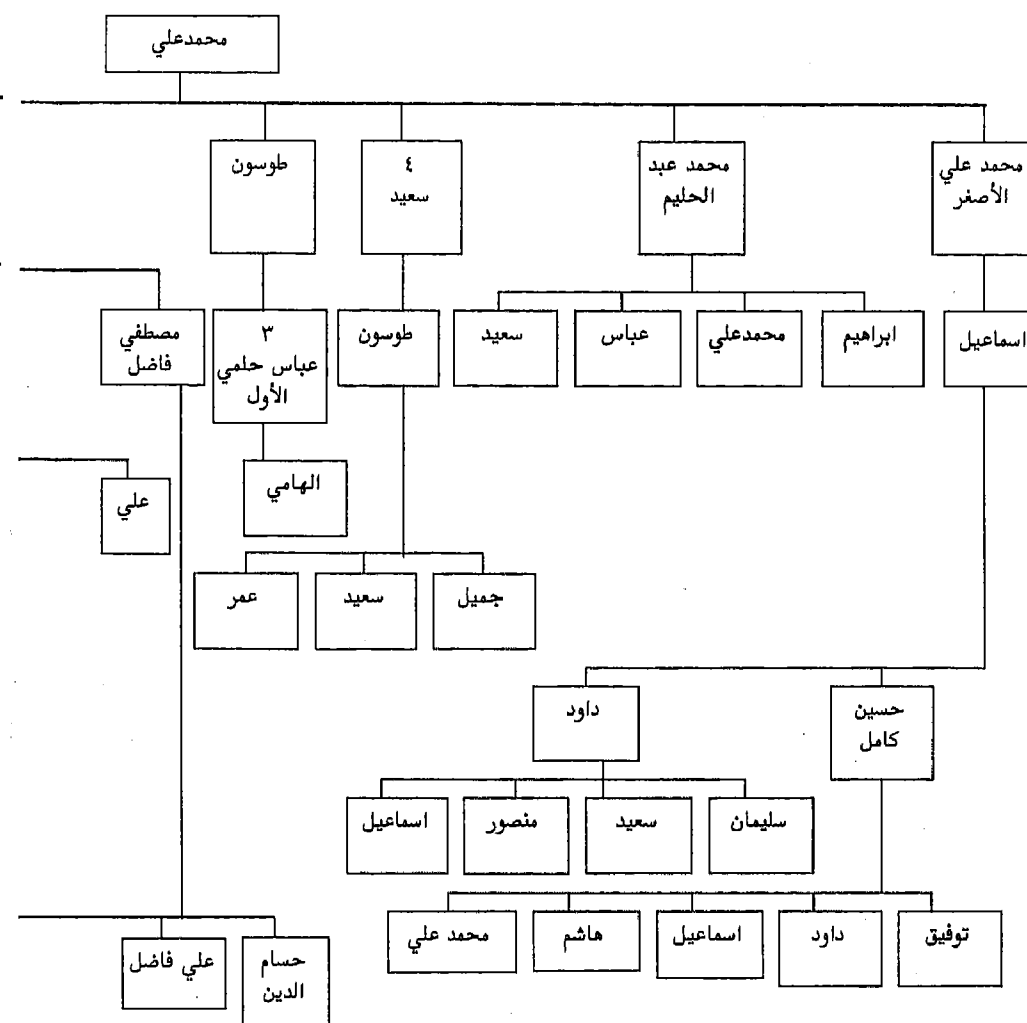 محمدعلي
محمد علي
الأصغر
محمد عبد
الحليم
٤
سعيد
طوسون
اسماعيل
ابراهيم
محمدعلي
عباس
سعيد
طوسون
٣
عباس حلمي
الأول
مصطفي
فاضل
الهامي
علي
جميل
سعيد
عمر
حسين
كامل
داود
سليمان
سعيد
منصور
اسماعيل
توفيق
داود
اسماعيل
هاشم
محمد علي
حسام
الدين
علي فاضل